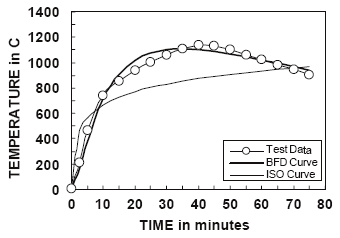 1400
1200
1000
800
600
400
200
0
TEMPERATURE in C
Test Data
BFD Curve
ISO Curve
0 10 20 30 40 50 60 70 80
TIME in minutes